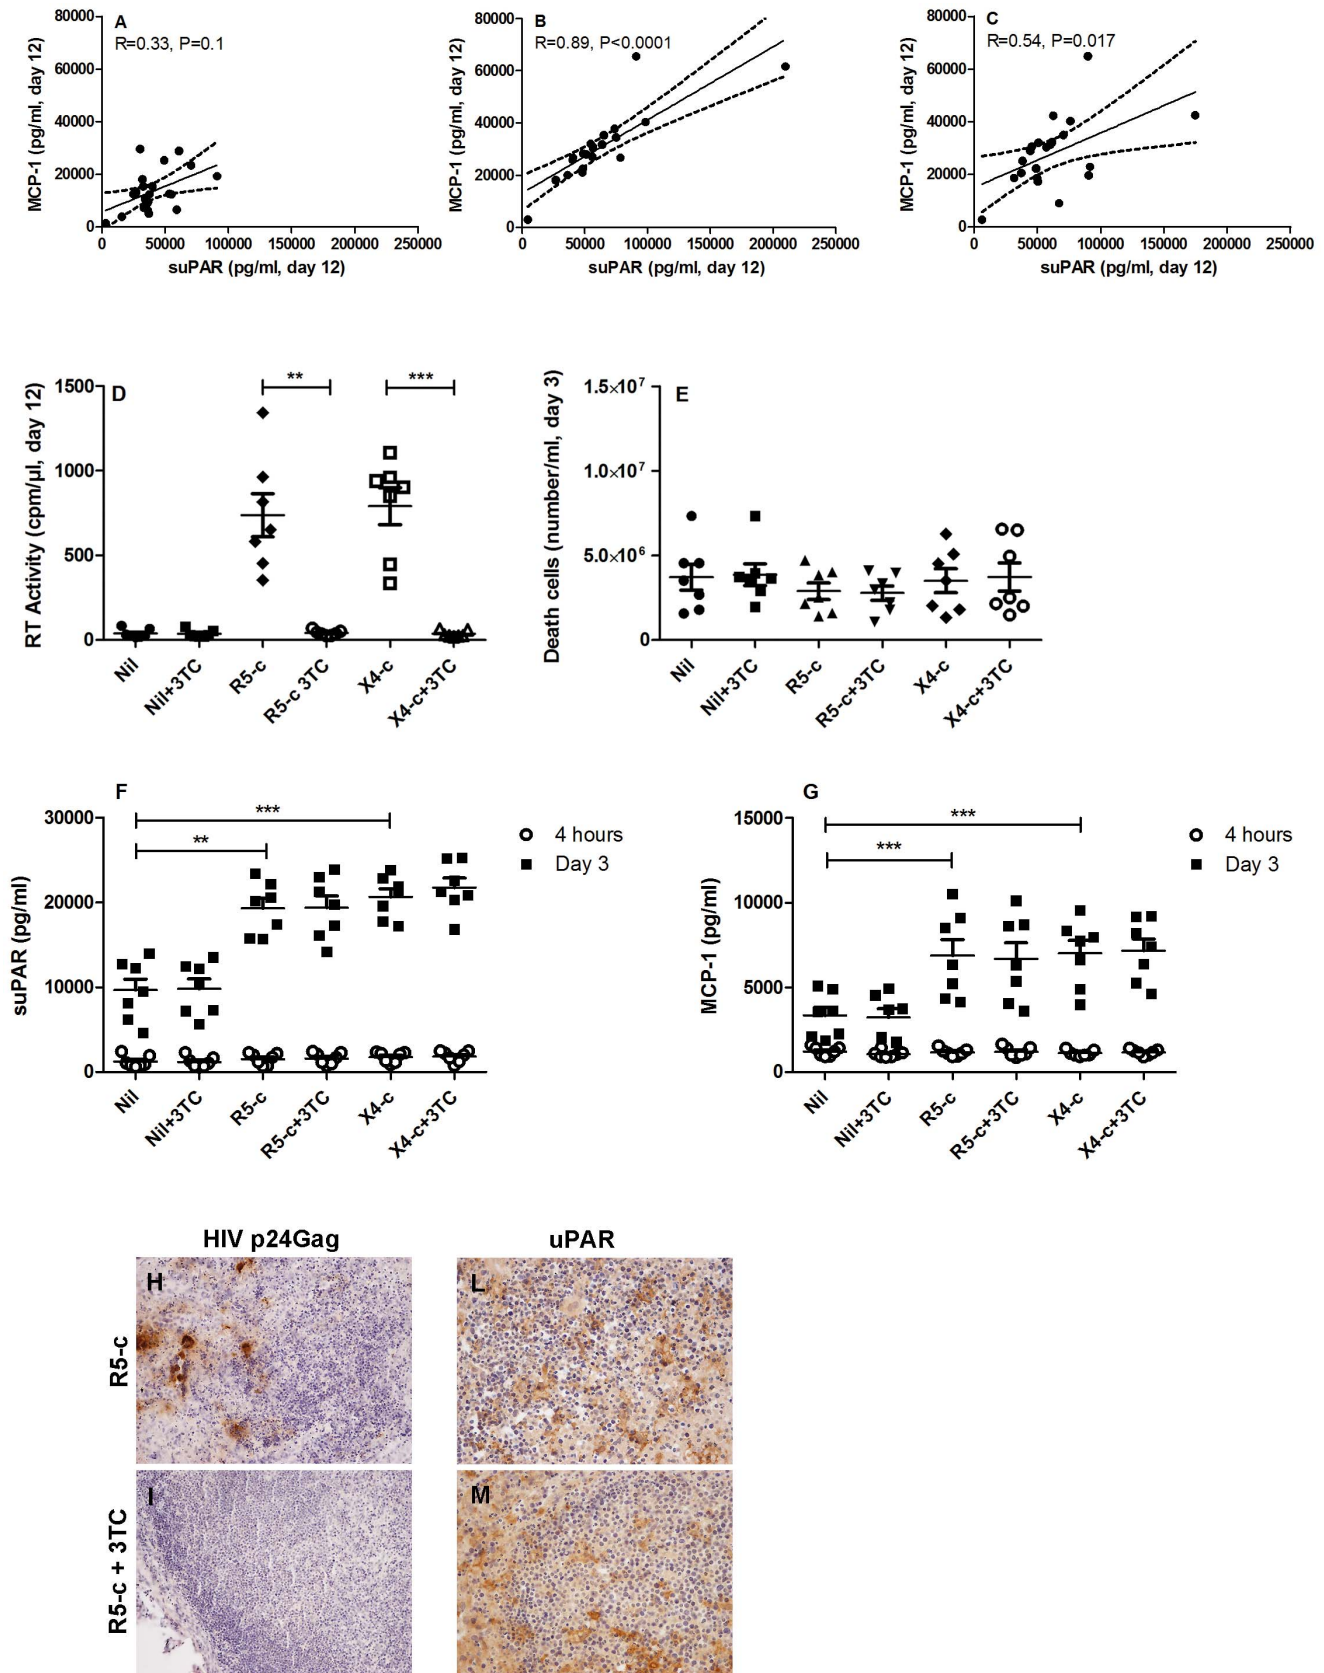 A
R=0.33, P=0.1
MCP-1 (pg/ml, day 12)
80000
60000
40000
20000
0
0
50000
100000
150000
200000
250000
suPAR (pg/ml, day 12)
B
R=0.89, P<0.0001
MCP-1 (pg/ml, day 12)
80000
60000
40000
20000
0
0
50000
100000
150000
200000
250000
suPAR (pg/ml, day 12)
C
R=0.54, P=0.017
MCP-1 (pg/ml, day 12)
80000
60000
40000
20000
0
0
50000
100000
150000
200000
250000
suPAR (pg/ml, day 12)
D
RT Activity (cpm/µl, day 12)
1500
1000
500
0
**
***
Nil
Nil+3TC
R5-c
R5-c 3TC
X4-c
X4-c+3TC
E
Death cells (number/ml, day 3)
1.5×10⁷
1.0×10⁷
5.0×10⁶
0
Nil
Nil+3TC
R5-c
R5-c+3TC
X4-c
X4-c+3TC
F
suPAR (pg/ml)
30000
20000
10000
0
***
**
4 hours
Day 3
Nil
Nil+3TC
R5-c
R5-c+3TC
X4-c
X4-c+3TC
G
MCP-1 (pg/ml)
15000
10000
5000
0
***
***
4 hours
Day 3
Nil
Nil+3TC
R5-c
R5-c+3TC
X4-c
X4-c+3TC
HIV p24Gag
uPAR
R5-c
H
L
R5-c + 3TC
I
M